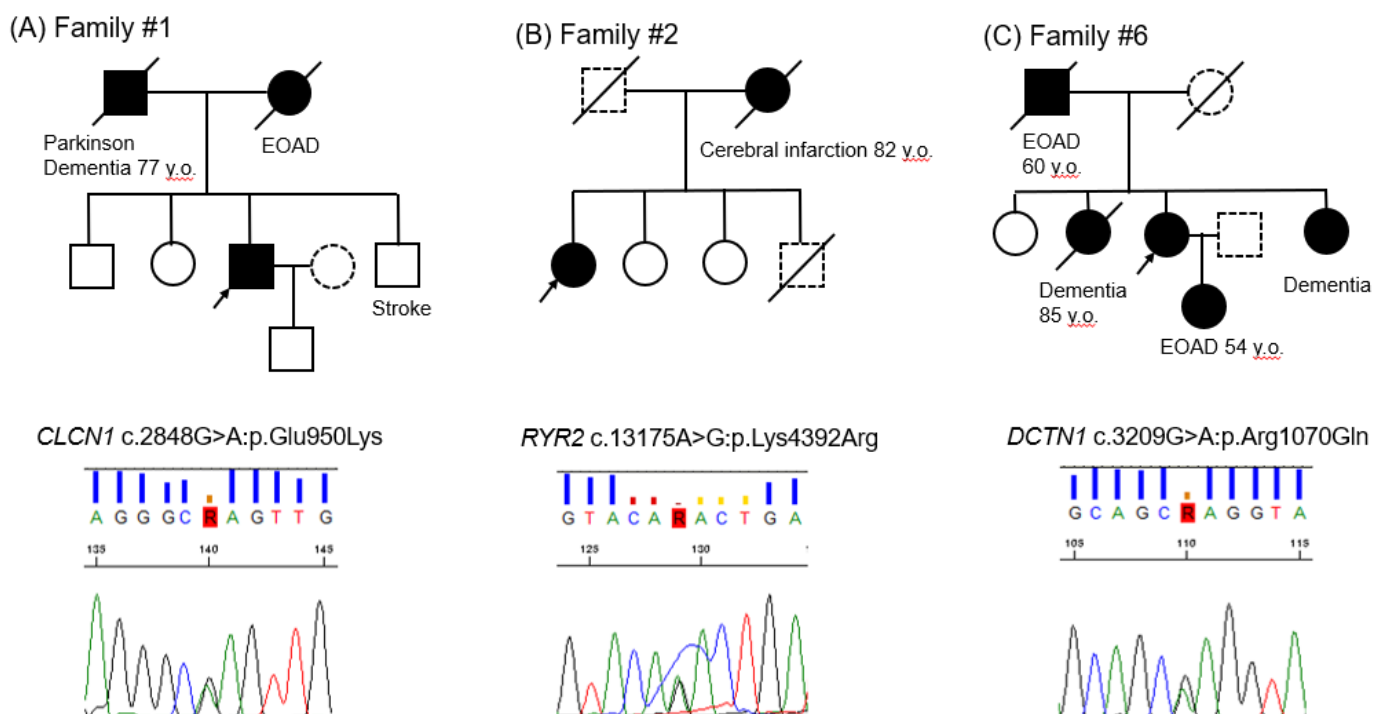 (A) Family #1
Parkinson
Dementia 77 y.o.
EOAD
Stroke
CLCN1 c.2848G>A:p.Glu950Lys
A G G G C R A G T T G
135 140 145
(B) Family #2
Cerebral infarction 82 y.o.
RYR2 c.13175A>G:p.Lys4392Arg
G T A C A R A C T G A
125 130
(C) Family #6
EOAD
60 y.o.
Dementia
85 y.o.
Dementia
EOAD 54 y.o.
DCTN1 c.3209G>A:p.Arg1070Gln
G C A G C R A G G T A
105 110 115